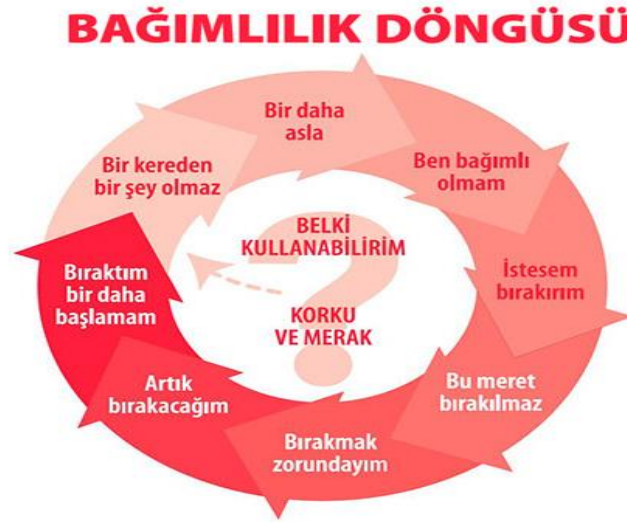 BAĞIMLILIK DÖNGÜSÜ
Bir kereden
bir şey olmaz
Bir daha
asla
Ben bağımlı
olmam
İstesem
bırakırım
Bu meret
bırakılmaz
Bırakmak
zorundayım
Artık
bırakacağım
Bıraktım
bir daha
başlamam
BELKİ
KULLANABİLİRİM
?
KORKU
VE MERAK